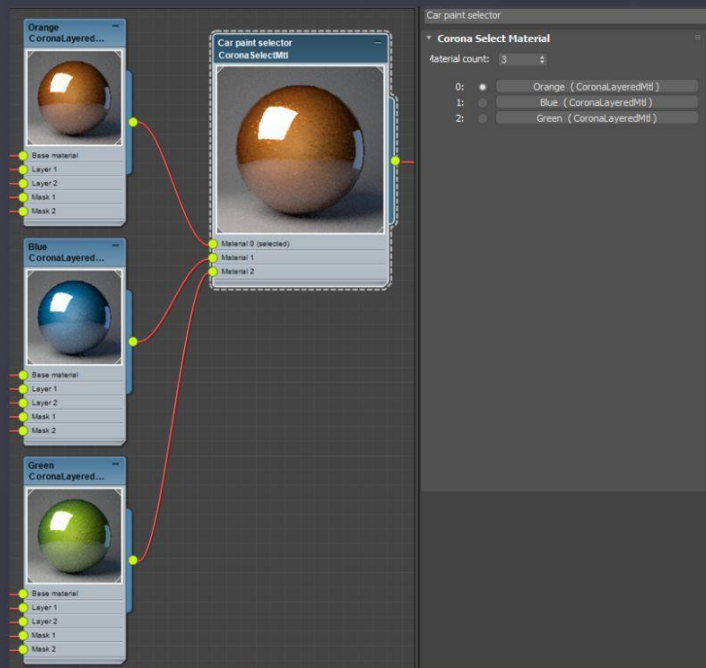 Orange
CoronaLayered...
Base material
Layer 1
Layer 2
Mask 1
Mask 2
Blue
CoronaLayered...
Base material
Layer 1
Layer 2
Mask 1
Mask 2
Green
CoronaLayered...
Base material
Layer 1
Layer 2
Mask 1
Mask 2
Car paint selector
CoronaSelectMtl
Material 0 (selected)
Material 1
Material 2
Car paint selector
Corona Select Material
Material count: 3
0: Orange ( CoronaLayeredMtl )
1: Blue ( CoronaLayeredMtl )
2: Green ( CoronaLayeredMtl )